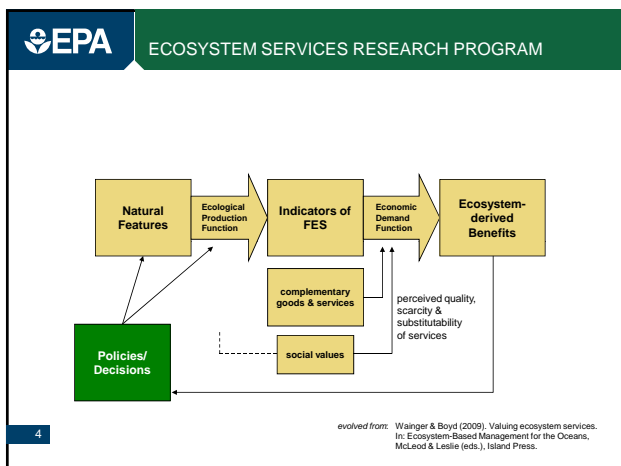 EPA
ECOSYSTEM SERVICES RESEARCH PROGRAM
Natural
Features
Ecological
Production
Function
Indicators of
FES
Economic
Demand
Function
Ecosystem-
derived
Benefits
complementary
goods & services
perceived quality,
scarcity &
substitutability
of services
social values
Policies/
Decisions
4
evolved from: Wainger & Boyd (2009). Valuing ecosystem services.
In: Ecosystem-Based Management for the Oceans,
McLeod & Leslie (eds.), Island Press.